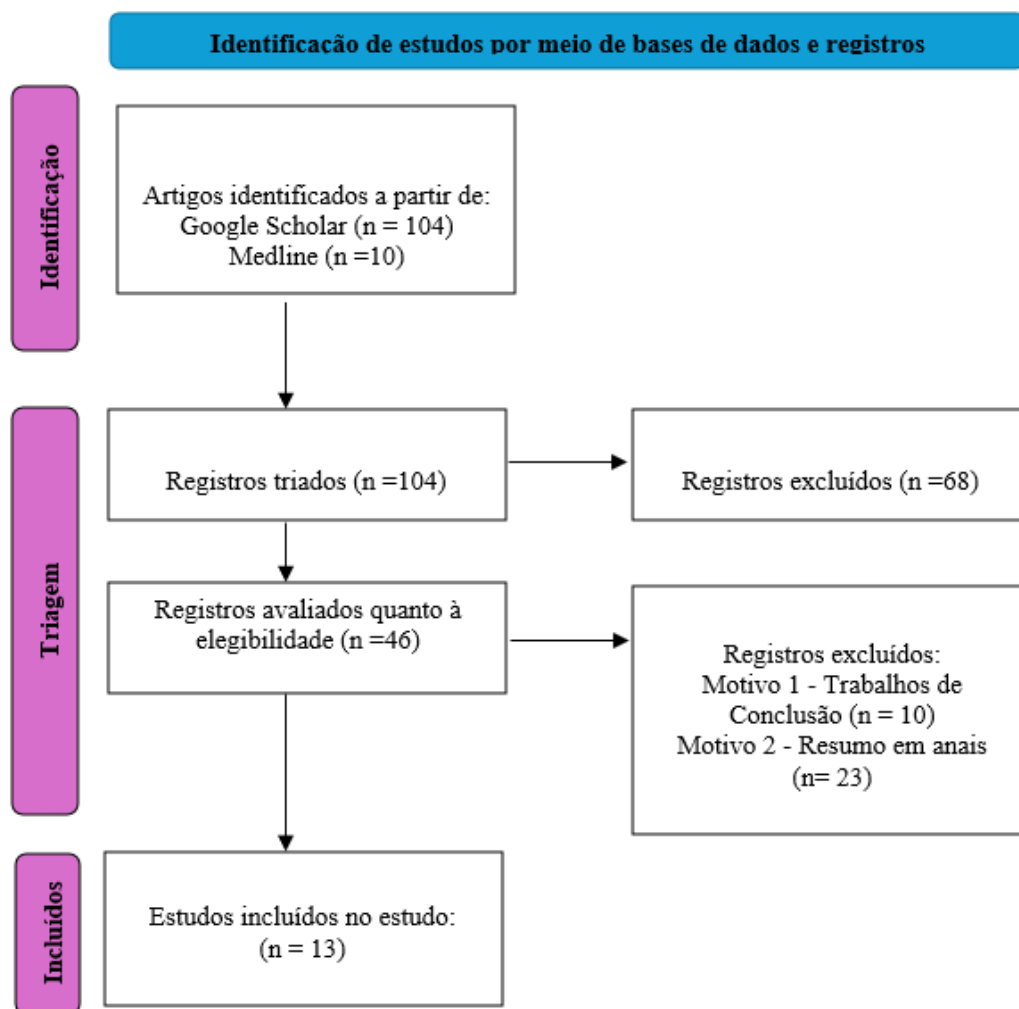 Identificação de estudos por meio de bases de dados e registros
Identificação
Artigos identificados a partir de:
Google Scholar (n = 104)
Medline (n =10)
Triagem
Registros triados (n =104)
Registros excluídos (n =68)
Registros avaliados quanto à
elegibilidade (n =46)
Registros excluídos:
Motivo 1 - Trabalhos de
Conclusão (n = 10)
Motivo 2 - Resumo em anais
(n= 23)
Incluídos
Estudos incluídos no estudo:
(n = 13)